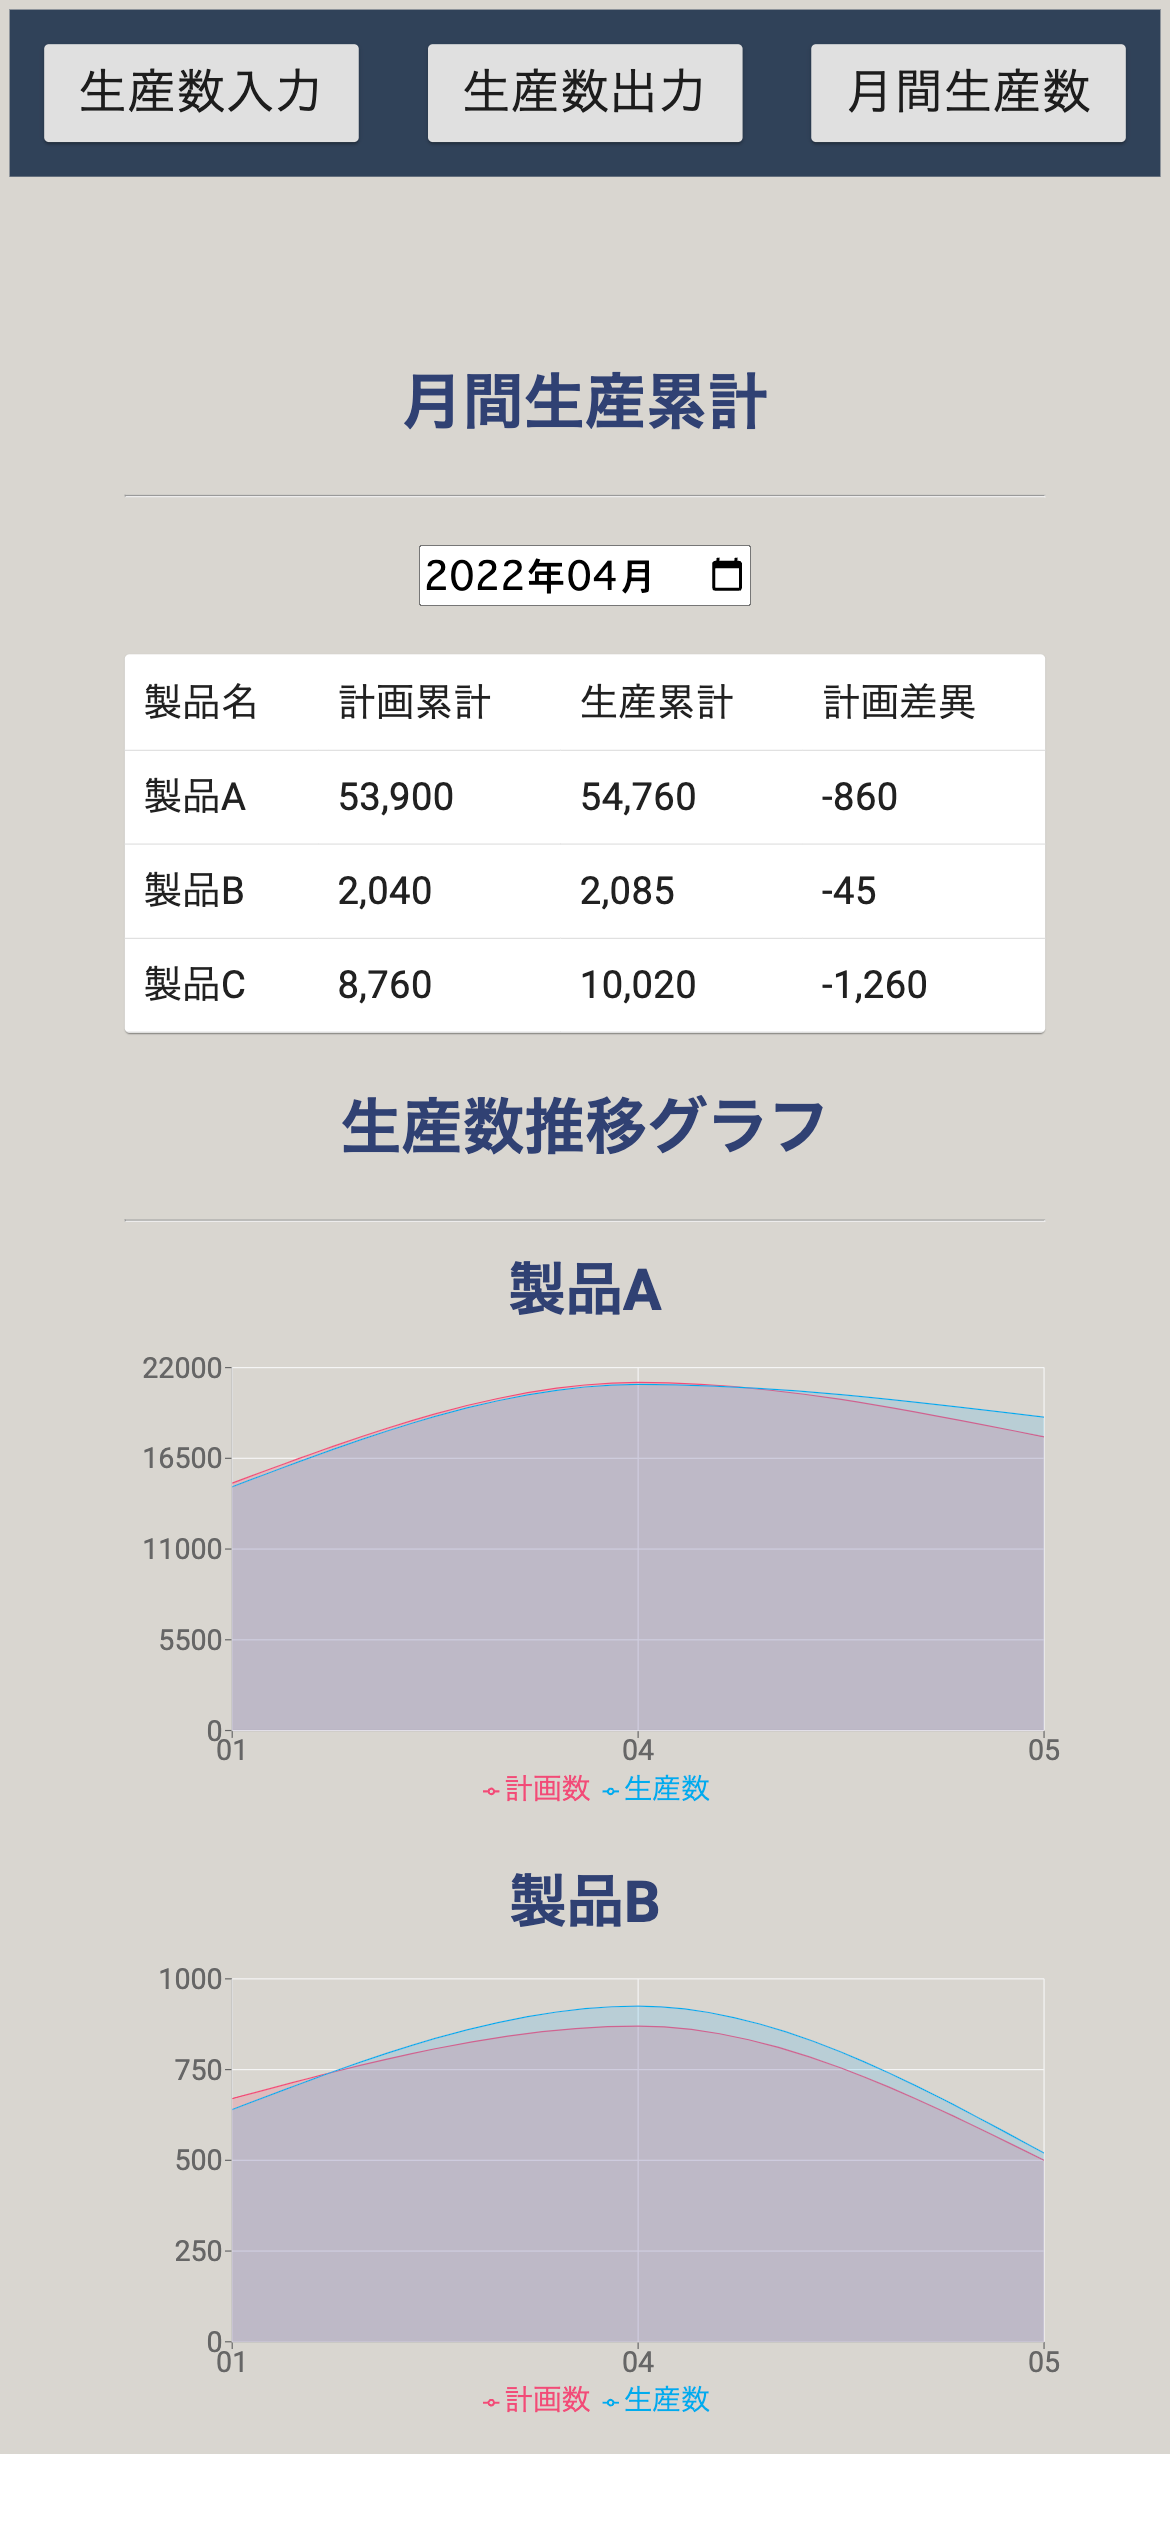 生産数入力 生産数出力 月間生産数
月間生産累計
2022年04月
製品名 計画累計 生産累計 計画差異
製品A 53,900 54,760 -860
製品B 2,040 2,085 -45
製品C 8,760 10,020 -1,260
生産数推移グラフ
製品A
22000
16500
11000
5500
0
01 04 05
計画数 生産数
製品B
1000
750
500
250
0
01 04 05
計画数 生産数